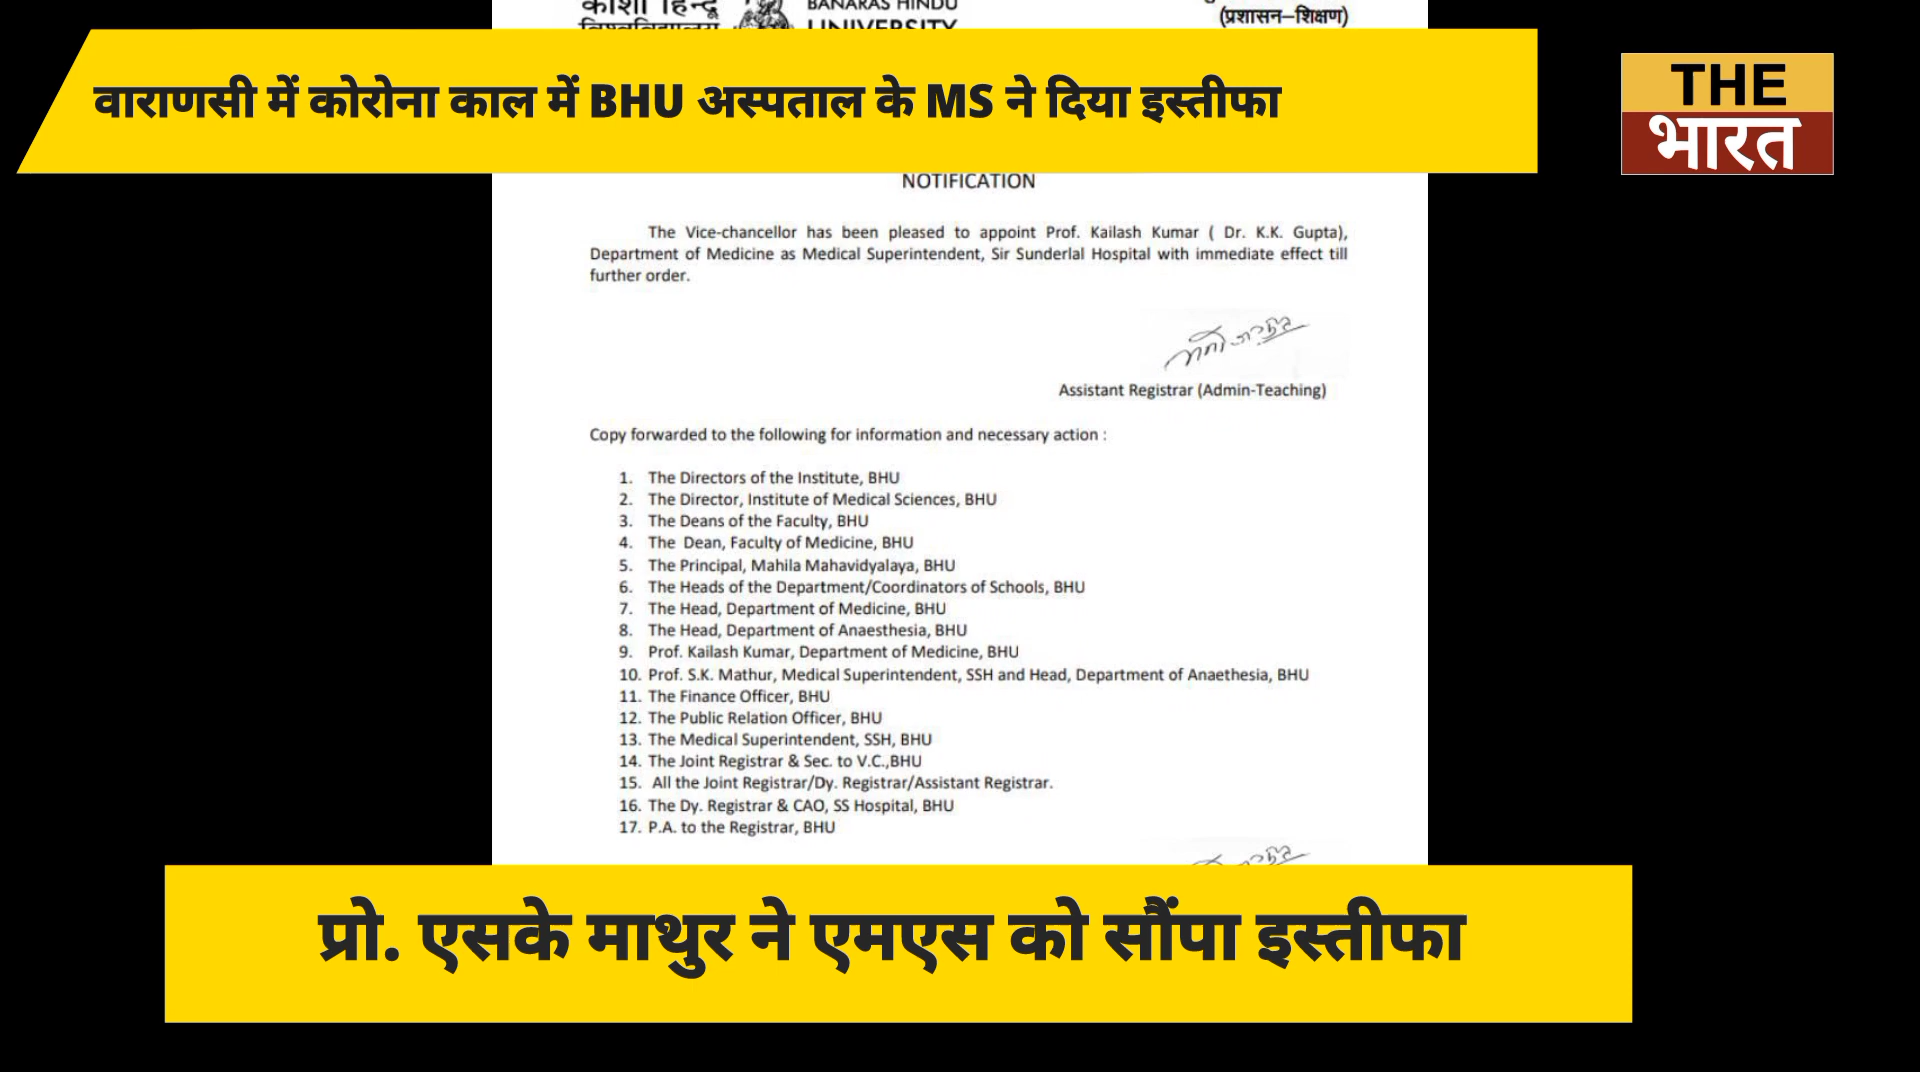 काशी हिन्दू
विश्वविद्यालय
BANARAS HINDU
UNIVERSITY
(प्रशासन–शिक्षण)
वाराणसी में कोरोना काल में BHU अस्पताल के MS ने दिया इस्तीफा
THE
भारत
NOTIFICATION
The Vice-chancellor has been pleased to appoint Prof. Kailash Kumar ( Dr. K.K. Gupta),
Department of Medicine as Medical Superintendent, Sir Sunderlal Hospital with immediate effect till
further order.
Assistant Registrar (Admin-Teaching)
Copy forwarded to the following for information and necessary action :
1. The Directors of the Institute, BHU
2. The Director, Institute of Medical Sciences, BHU
3. The Deans of the Faculty, BHU
4. The Dean, Faculty of Medicine, BHU
5. The Principal, Mahila Mahavidyalaya, BHU
6. The Heads of the Department/Coordinators of Schools, BHU
7. The Head, Department of Medicine, BHU
8. The Head, Department of Anaesthesia, BHU
9. Prof. Kailash Kumar, Department of Medicine, BHU
10. Prof. S.K. Mathur, Medical Superintendent, SSH and Head, Department of Anaethesia, BHU
11. The Finance Officer, BHU
12. The Public Relation Officer, BHU
13. The Medical Superintendent, SSH, BHU
14. The Joint Registrar & Sec. to V.C.,BHU
15. All the Joint Registrar/Dy. Registrar/Assistant Registrar.
16. The Dy. Registrar & CAO, SS Hospital, BHU
17. P.A. to the Registrar, BHU
प्रो. एसके माथुर ने एमएस को सौंपा इस्तीफा